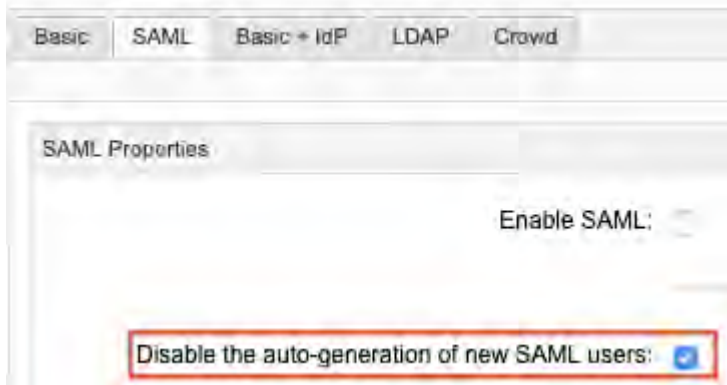 Basic SAML Basic + IdP LDAP Crowd
SAML Properties
Enable SAML:
Disable the auto-generation of new SAML users: